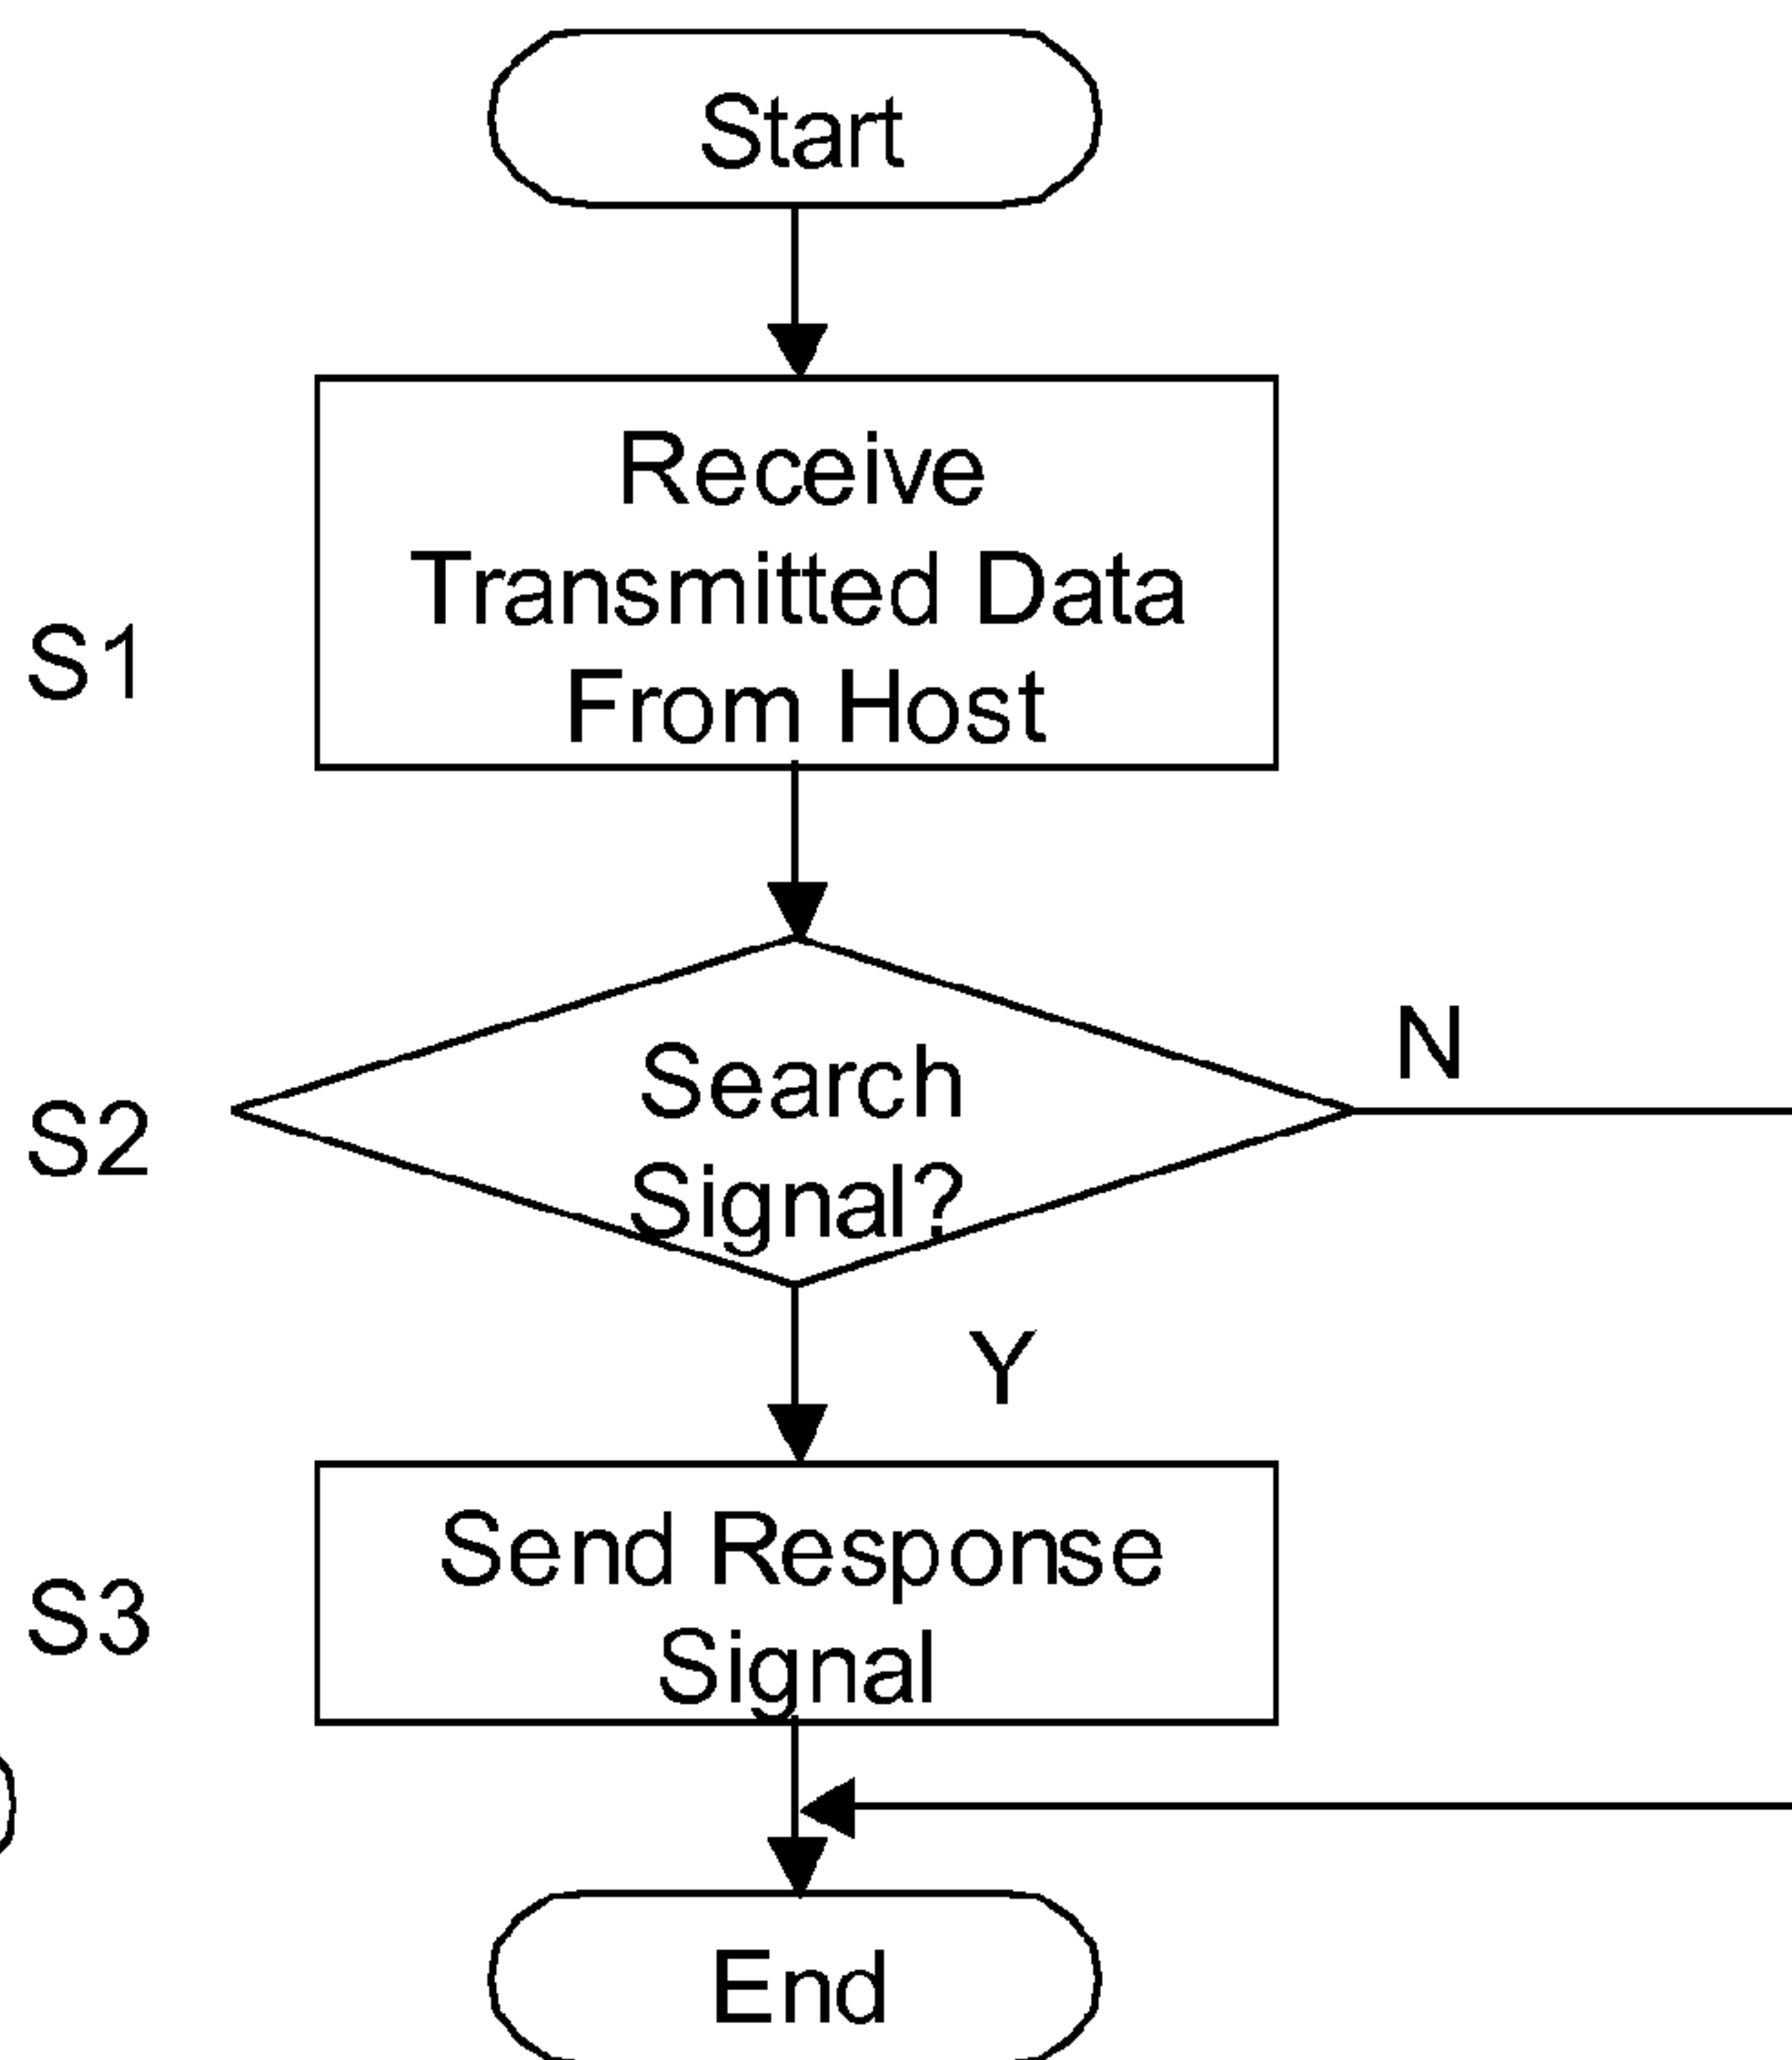 Start
Receive
Transmitted Data
From Host
S1
Search
Signal?
N
S2
Y
Send Response
Signal
S3
End